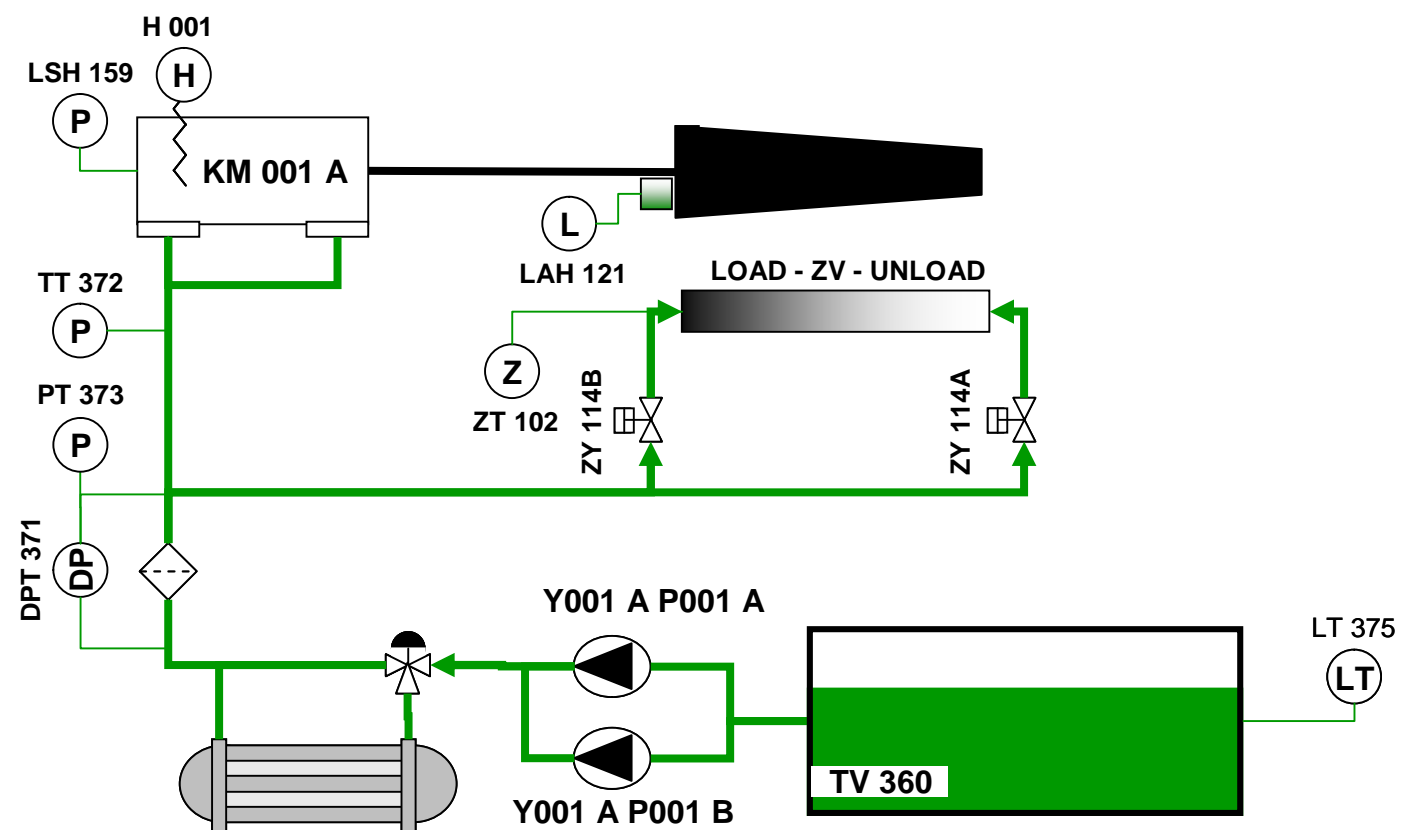 H 001
H
LSH 159
P
KM 001 A
L
LAH 121
TT 372
P
LOAD - ZV - UNLOAD
Z
ZT 102
ZY 114B
ZY 114A
PT 373
P
DPT 371
DP
Y001 A P001 A
Y001 A P001 B
TV 360
LT 375
LT